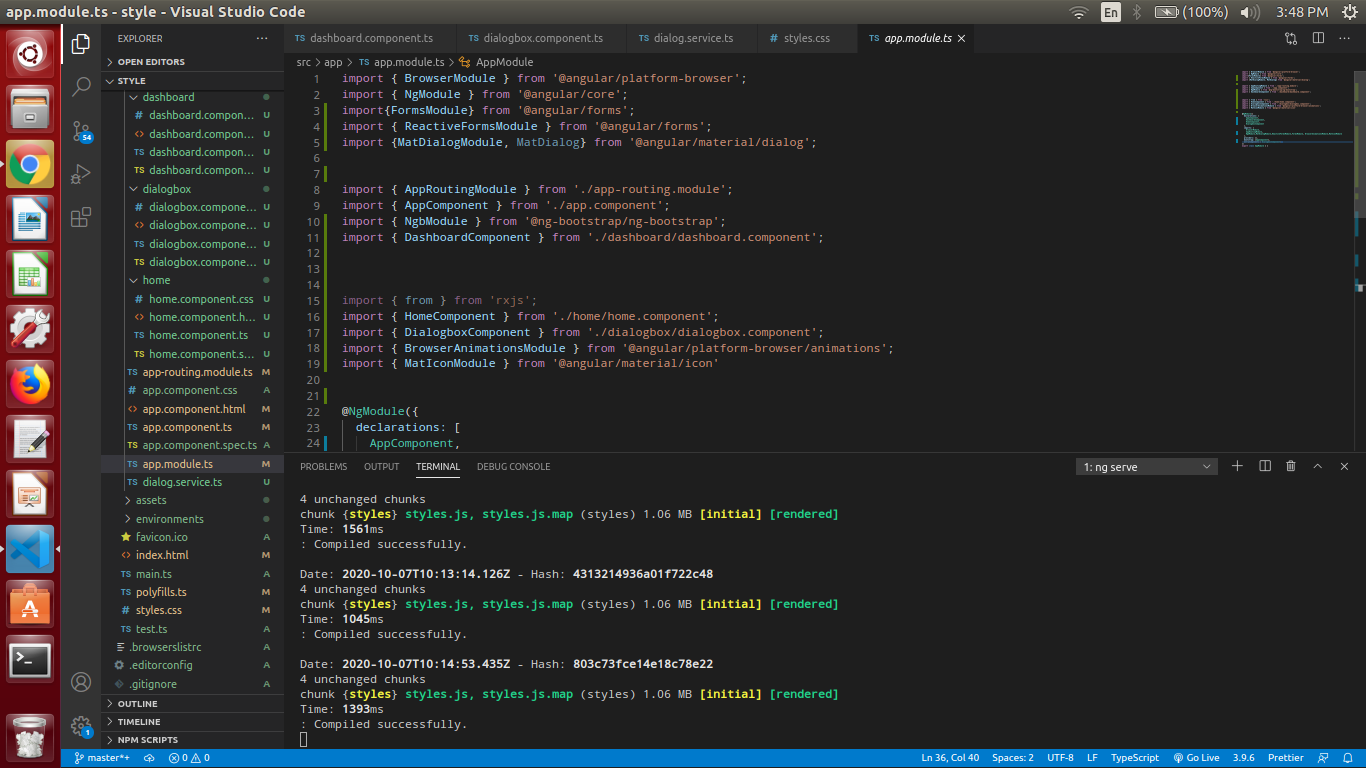 app.module.ts - style - Visual Studio Code
En
(100%)
3:48 PM
EXPLORER
OPEN EDITORS
STYLE
dashboard
# dashboard.compon... U
<> dashboard.compon... U
TS dashboard.compon... U
TS dashboard.compon... U
dialogbox
# dialogbox.compone... U
<> dialogbox.compone... U
TS dialogbox.compone... U
TS dialogbox.compone... U
home
# home.component.css U
<> home.component.h... U
TS home.component.ts U
TS home.component.s... U
TS app-routing.module.ts M
# app.component.css A
<> app.component.html M
TS app.component.ts M
TS app.component.spec.ts A
TS app.module.ts M
TS dialog.service.ts U
assets
environments
favicon.ico A
<> index.html M
TS main.ts A
TS polyfills.ts M
# styles.css M
TS test.ts A
.browserslistrc A
.editorconfig A
.gitignore A
OUTLINE
TIMELINE
NPM SCRIPTS
54
1
TS dashboard.component.ts
TS dialogbox.component.ts
TS dialog.service.ts
# styles.css
TS app.module.ts
src > app > TS app.module.ts > AppModule
1 import { BrowserModule } from '@angular/platform-browser';
2 import { NgModule } from '@angular/core';
3 import{FormsModule} from '@angular/forms';
4 import { ReactiveFormsModule } from '@angular/forms';
5 import {MatDialogModule, MatDialog} from '@angular/material/dialog';
6
7
8 import { AppRoutingModule } from './app-routing.module';
9 import { AppComponent } from './app.component';
10 import { NgbModule } from '@ng-bootstrap/ng-bootstrap';
11 import { DashboardComponent } from './dashboard/dashboard.component';
12
13
14
15 import { from } from 'rxjs';
16 import { HomeComponent } from './home/home.component';
17 import { DialogboxComponent } from './dialogbox/dialogbox.component';
18 import { BrowserAnimationsModule } from '@angular/platform-browser/animations';
19 import { MatIconModule } from '@angular/material/icon'
20
21
22 @NgModule({
23 declarations: [
24 AppComponent,
PROBLEMS OUTPUT TERMINAL DEBUG CONSOLE
1: ng serve
4 unchanged chunks
chunk {styles} styles.js, styles.js.map (styles) 1.06 MB [initial] [rendered]
Time: 1561ms
: Compiled successfully.
Date: 2020-10-07T10:13:14.126Z - Hash: 4313214936a01f722c48
4 unchanged chunks
chunk {styles} styles.js, styles.js.map (styles) 1.06 MB [initial] [rendered]
Time: 1045ms
: Compiled successfully.
Date: 2020-10-07T10:14:53.435Z - Hash: 803c73fce14e18c78e22
4 unchanged chunks
chunk {styles} styles.js, styles.js.map (styles) 1.06 MB [initial] [rendered]
Time: 1393ms
: Compiled successfully.
master*+ 0 0 Ln 36, Col 40 Spaces: 2 UTF-8 LF TypeScript Go Live 3.9.6 Prettier